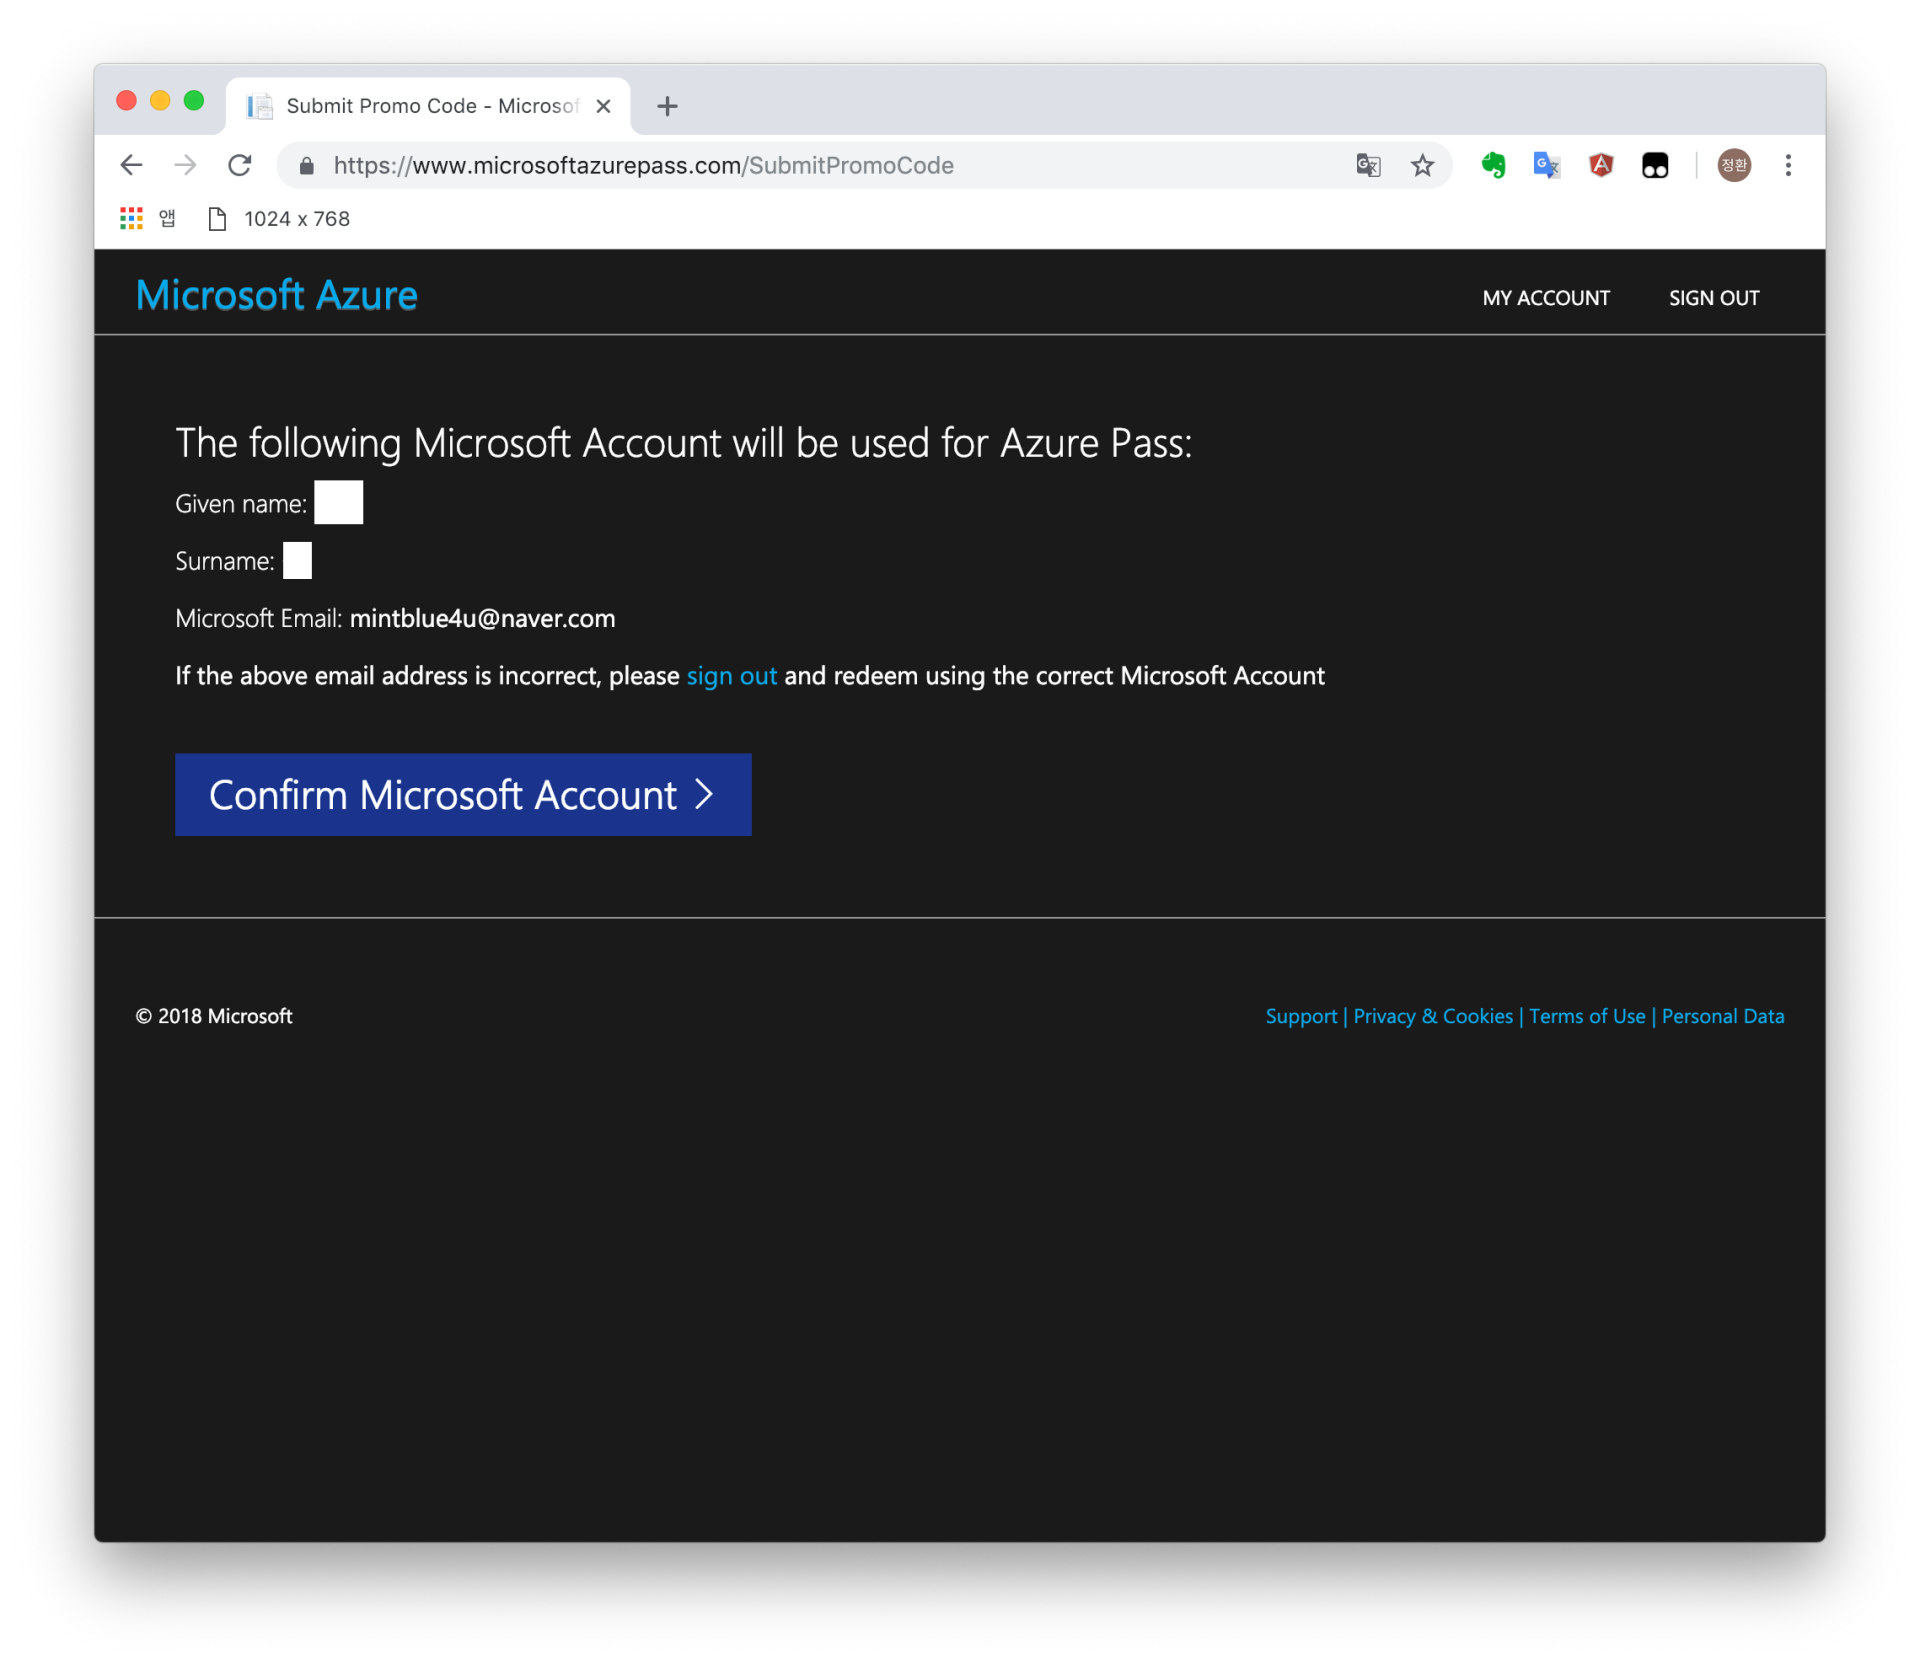 Submit Promo Code - Microsof
https://www.microsoftazurepass.com/SubmitPromoCode
정환
앱
1024 x 768
Microsoft Azure
MY ACCOUNT
SIGN OUT
The following Microsoft Account will be used for Azure Pass:
Given name:
Surname:
Microsoft Email: mintblue4u@naver.com
If the above email address is incorrect, please sign out and redeem using the correct Microsoft Account
Confirm Microsoft Account
© 2018 Microsoft
Support | Privacy & Cookies | Terms of Use | Personal Data